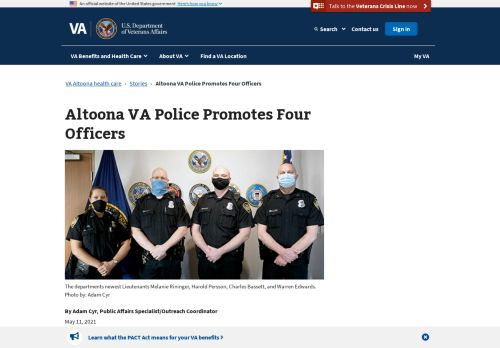 An official website of the United States government Here's how you know
Talk to the Veterans Crisis Line now
VA
U.S. Department
of Veterans Affairs
Search
Contact us
Sign in
VA Benefits and Health Care
About VA
Find a VA Location
My VA
VA Altoona health care › Stories › Altoona VA Police Promotes Four Officers
Altoona VA Police Promotes Four
Officers
The departments newest Lieutenants Melanie Rininger, Harold Persson, Charles Bassett, and Warren Edwards.
Photo by: Adam Cyr
By Adam Cyr, Public Affairs Specialist/Outreach Coordinator
May 11, 2021
Learn what the PACT Act means for your VA benefits